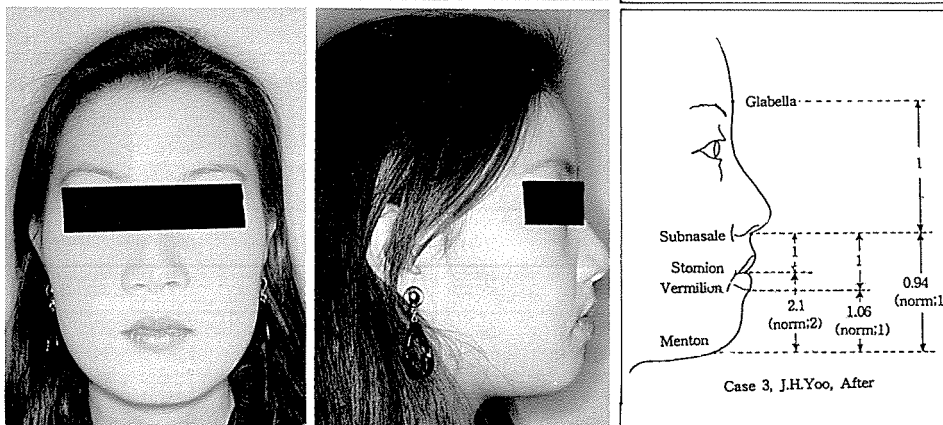 Glabella
1
Subnasale
1
1
Stomion
Vermilion
0.94
(norm;1
2.1
(norm;2)
1.06
(norm;1)
Menton
Case 3, J.H.Yoo, After